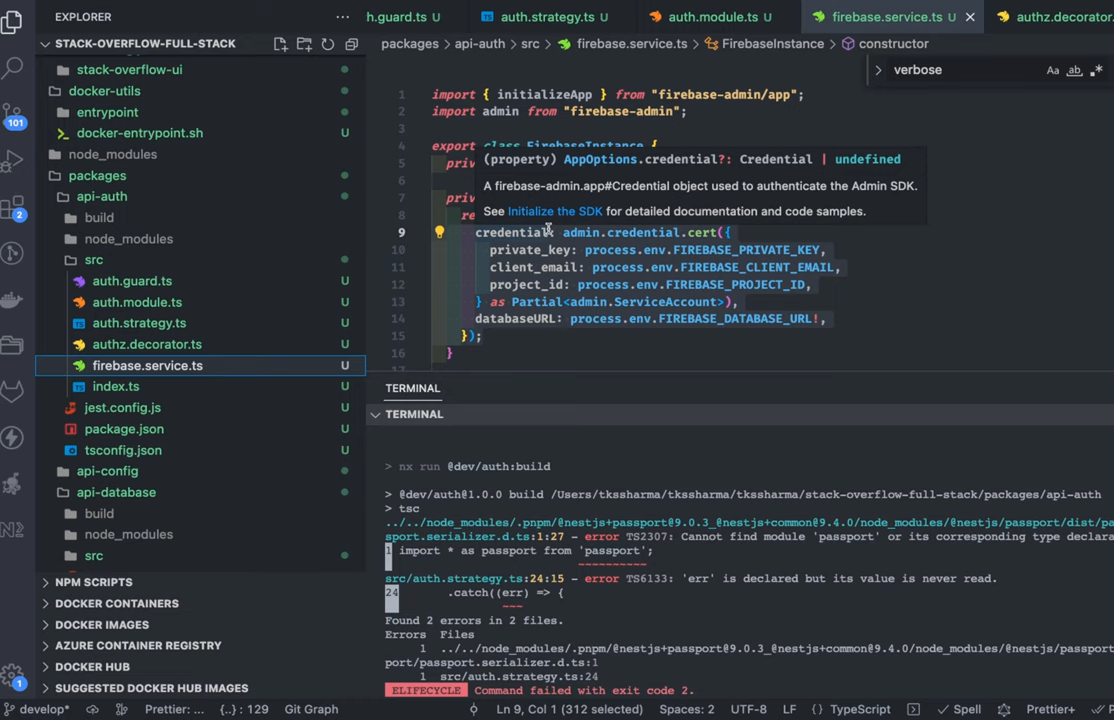 EXPLORER
STACK-OVERFLOW-FULL-STACK
stack-overflow-ui
docker-utils
entrypoint
docker-entrypoint.sh
U
node_modules
packages
api-auth
build
node_modules
src
auth.guard.ts
U
auth.module.ts
U
auth.strategy.ts
U
authz.decorator.ts
U
firebase.service.ts
U
index.ts
U
jest.config.js
U
package.json
U
tsconfig.json
U
api-config
api-database
build
node_modules
src
NPM SCRIPTS
DOCKER CONTAINERS
DOCKER IMAGES
AZURE CONTAINER REGISTRY
DOCKER HUB
SUGGESTED DOCKER HUB IMAGES
101
1
h.guard.ts U
TS auth.strategy.ts U
auth.module.ts U
firebase.service.ts U
authz.decorator.
packages > api-auth > src > firebase.service.ts > FirebaseInstance > constructor
verbose
Aa ab .*
1 import { initializeApp } from "firebase-admin/app";
2 import admin from "firebase-admin";
3
4 export class FirebaseInstance {
5 priv
6
7 priv
8 re
(property) AppOptions.credential?: Credential | undefined
A firebase-admin.app#Credential object used to authenticate the Admin SDK.
See Initialize the SDK for detailed documentation and code samples.
9 credential: admin.credential.cert({
10 private_key: process.env.FIREBASE_PRIVATE_KEY,
11 client_email: process.env.FIREBASE_CLIENT_EMAIL,
12 project_id: process.env.FIREBASE_PROJECT_ID,
13 } as Partial<admin.ServiceAccount>),
14 databaseURL: process.env.FIREBASE_DATABASE_URL!,
15 });
16 }
TERMINAL
TERMINAL
> nx run @dev/auth:build
> @dev/auth@1.0.0 build /Users/tkssharma/tkssharma/stack-overflow-full-stack/packages/api-auth
> tsc
../../node_modules/.pnpm/@nestjs+passport@9.0.3_@nestjs+common@9.4.0/node_modules/@nestjs/passport/dist/pas
port.serializer.d.ts:1:27 - error TS2307: Cannot find module 'passport' or its corresponding type declara
1 import * as passport from 'passport';
~~~~~~~~~~
src/auth.strategy.ts:24:15 - error TS6133: 'err' is declared but its value is never read.
24 .catch((err) => {
~~~
Found 2 errors in 2 files.
Errors Files
1 ../../node_modules/.pnpm/@nestjs+passport@9.0.3_@nestjs+common@9.4.0/node_modules/@nestjs/passport/
port/passport.serializer.d.ts:1
1 src/auth.strategy.ts:24
ELIFECYCLE Command failed with exit code 2.
develop*
Prettier: ...
{..} : 129
Git Graph
Ln 9, Col 1 (312 selected)
Spaces: 2
UTF-8
LF
{ } TypeScript
Spell
Prettier+